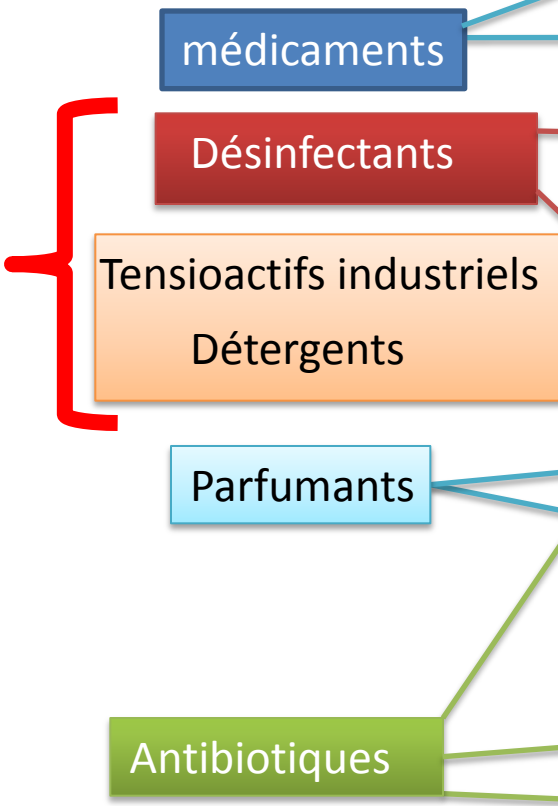 médicaments
Désinfectants
Tensioactifs industriels
Détergents
Parfumants
Antibiotiques